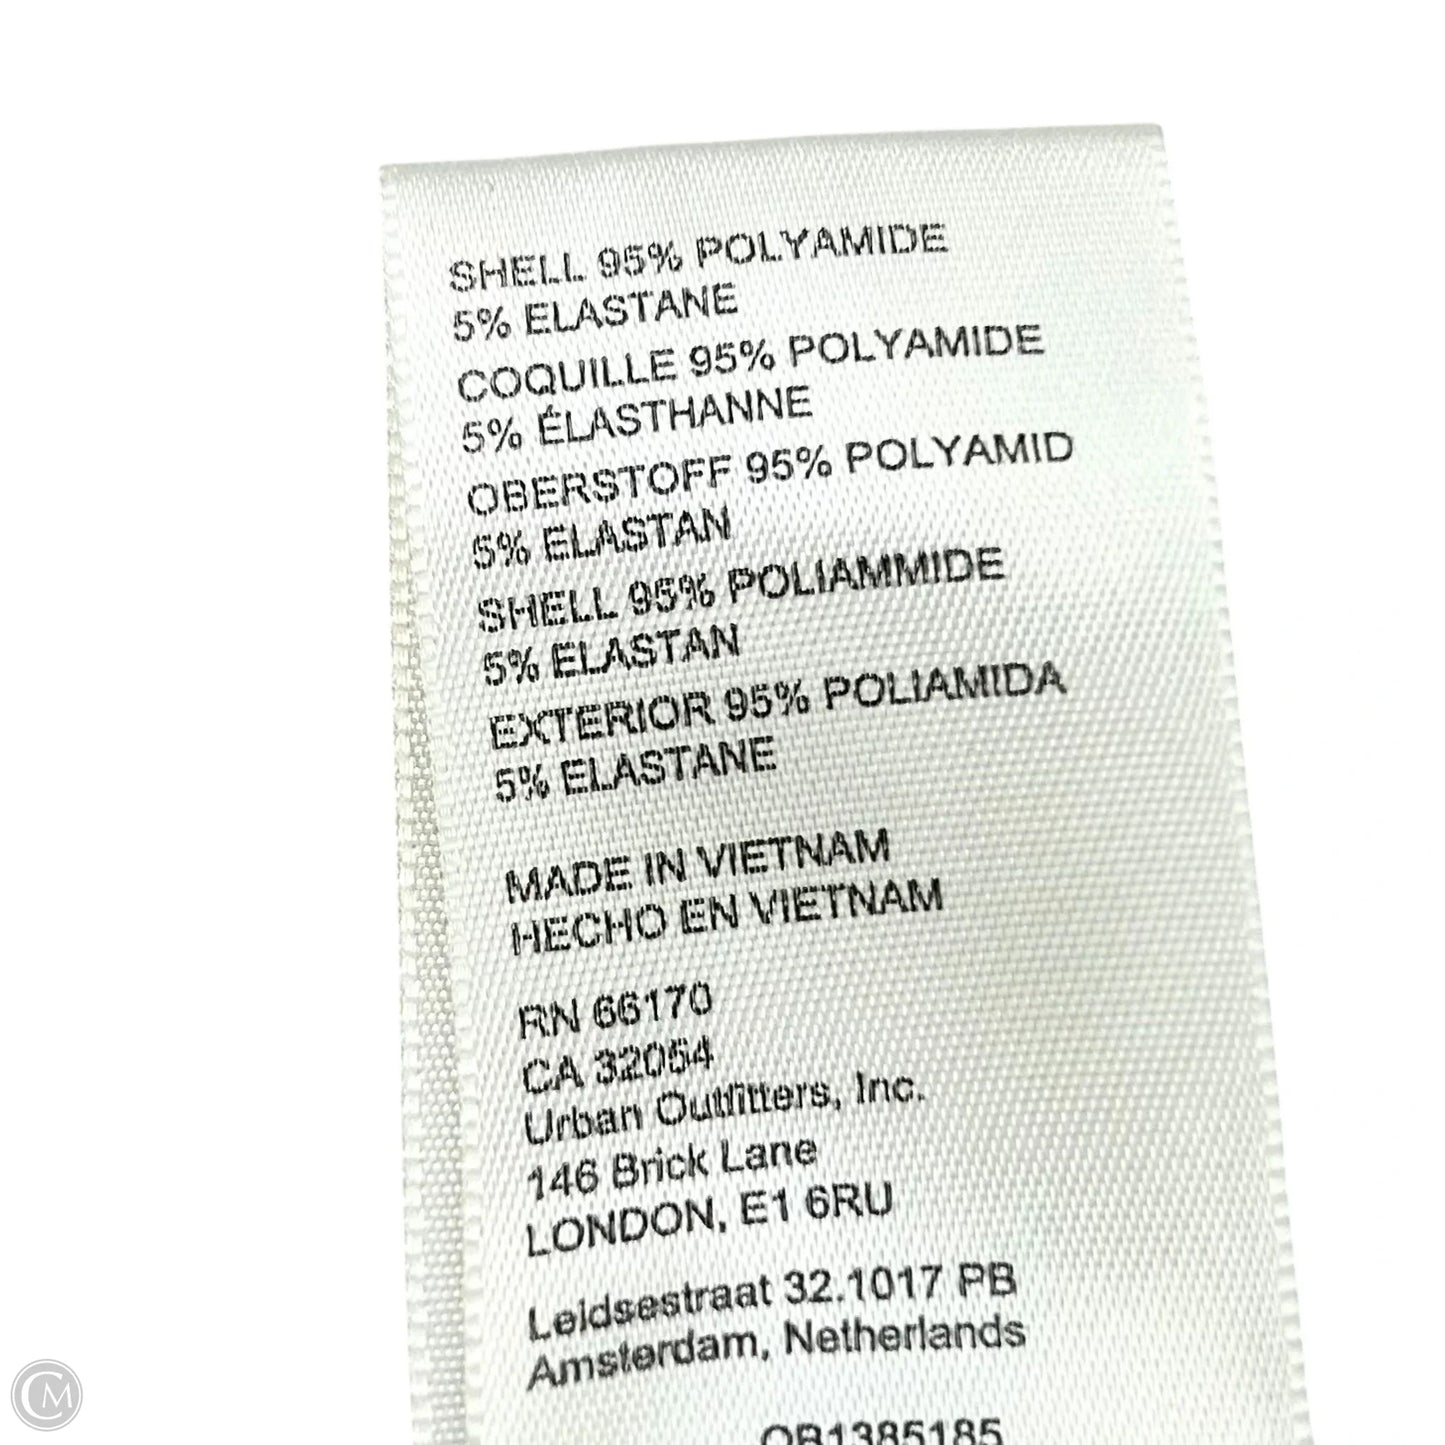 SHELL 95% POLYAMIDE
5% ELASTANE
COQUILLE 95% POLYAMIDE
5% ÉLASTHANNE
OBERSTOFF 95% POLYAMID
5% ELASTAN
SHELL 95% POLIAMMIDE
5% ELASTAN
EXTERIOR 95% POLIAMIDA
5% ELASTANE
MADE IN VIETNAM
HECHO EN VIETNAM
RN 66170
CA 32054
Urban Outfitters, Inc.
146 Brick Lane
LONDON, E1 6RU
Leidsestraat 32.1017 PB
Amsterdam, Netherlands
OB1385185
CM